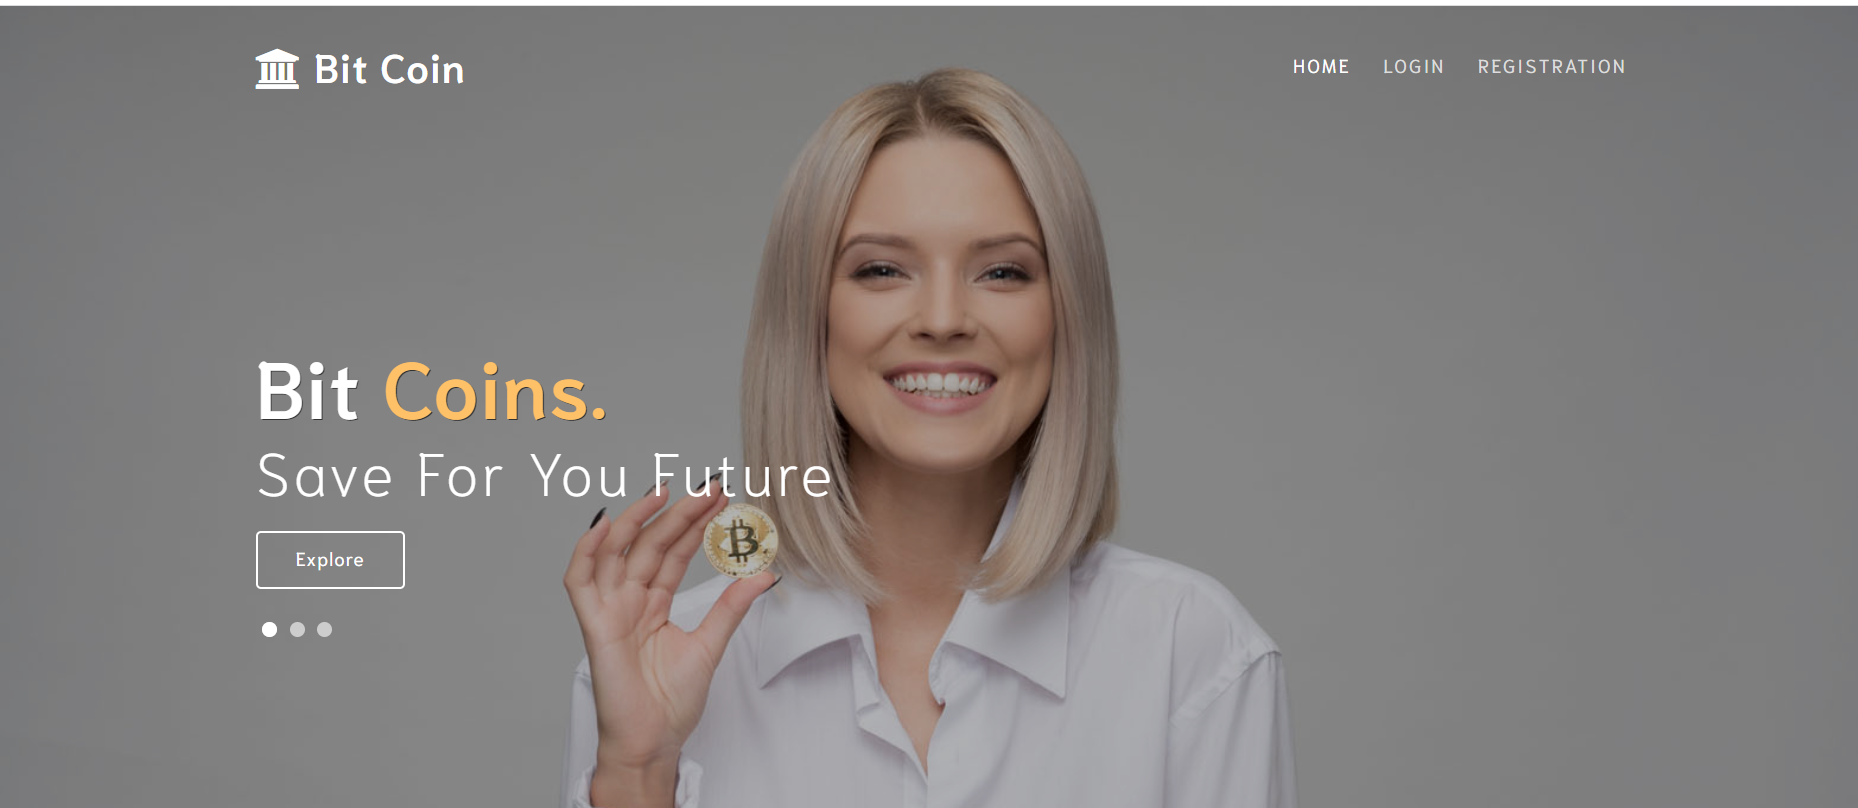 Bit Coin
HOME LOGIN REGISTRATION
Bit Coins.
Save For You Future
Explore
B